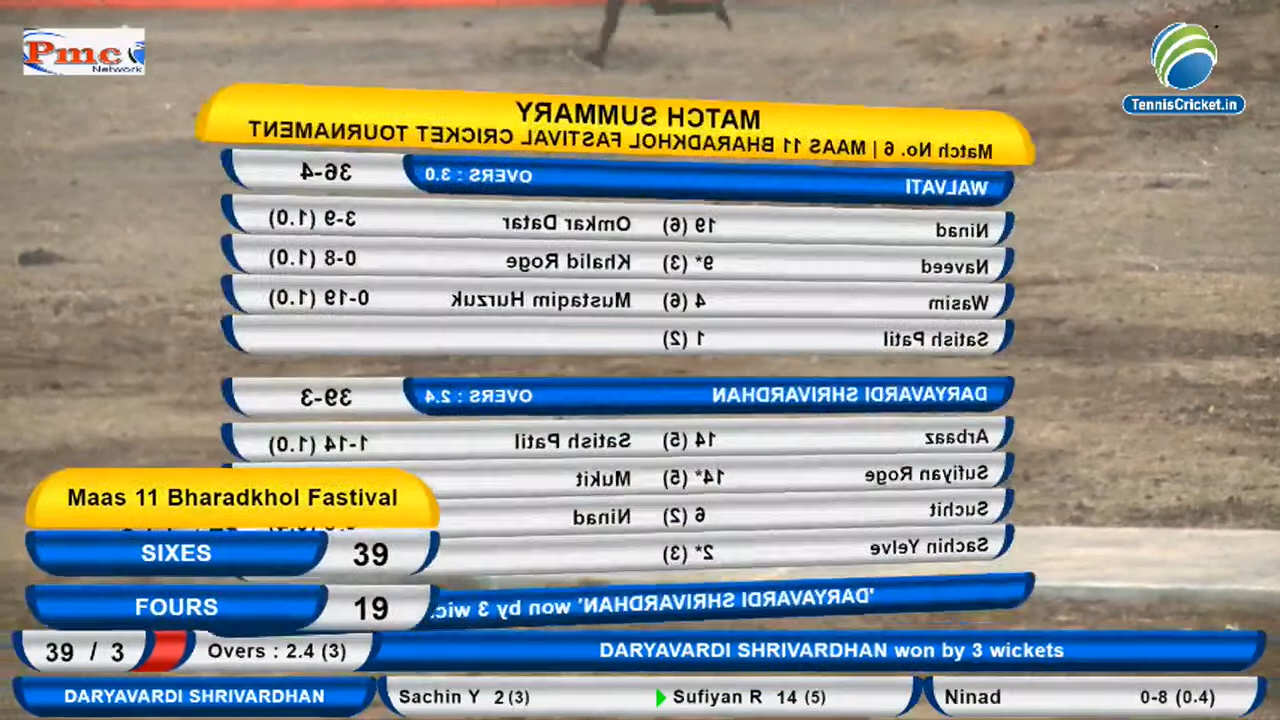 Pmc
Network
TennisCricket.in
MATCH SUMMARY
Match No. 6 | MAAS 11 BHARADKHOL FASTIVAL CRICKET TOURNAMENT
WALVATI OVERS : 3.0 36-4
Ninad 19 (6) Omkar Datar 3-9 (1.0)
Naveed 9* (3) Khalid Roge 0-8 (1.0)
Wasim 4 (6) Mustaqim Hurzuk 0-19 (1.0)
Satish Patil 1 (2)
DARYAVARDI SHRIVARDHAN OVERS : 2.4 39-3
Arbaaz 14 (5) Satish Patil 1-14 (1.0)
Sufiyan Roge 14* (5) Mukit
Suchit 6 (2) Ninad
Sachin Yelve 2* (3)
'DARYAVARDI SHRIVARDHAN' won by 3
Maas 11 Bharadkhol Fastival
SIXES 39
FOURS 19
39 / 3 Overs : 2.4 (3) DARYAVARDI SHRIVARDHAN won by 3 wickets
DARYAVARDI SHRIVARDHAN Sachin Y 2 (3) Sufiyan R 14 (5) Ninad 0-8 (0.4)